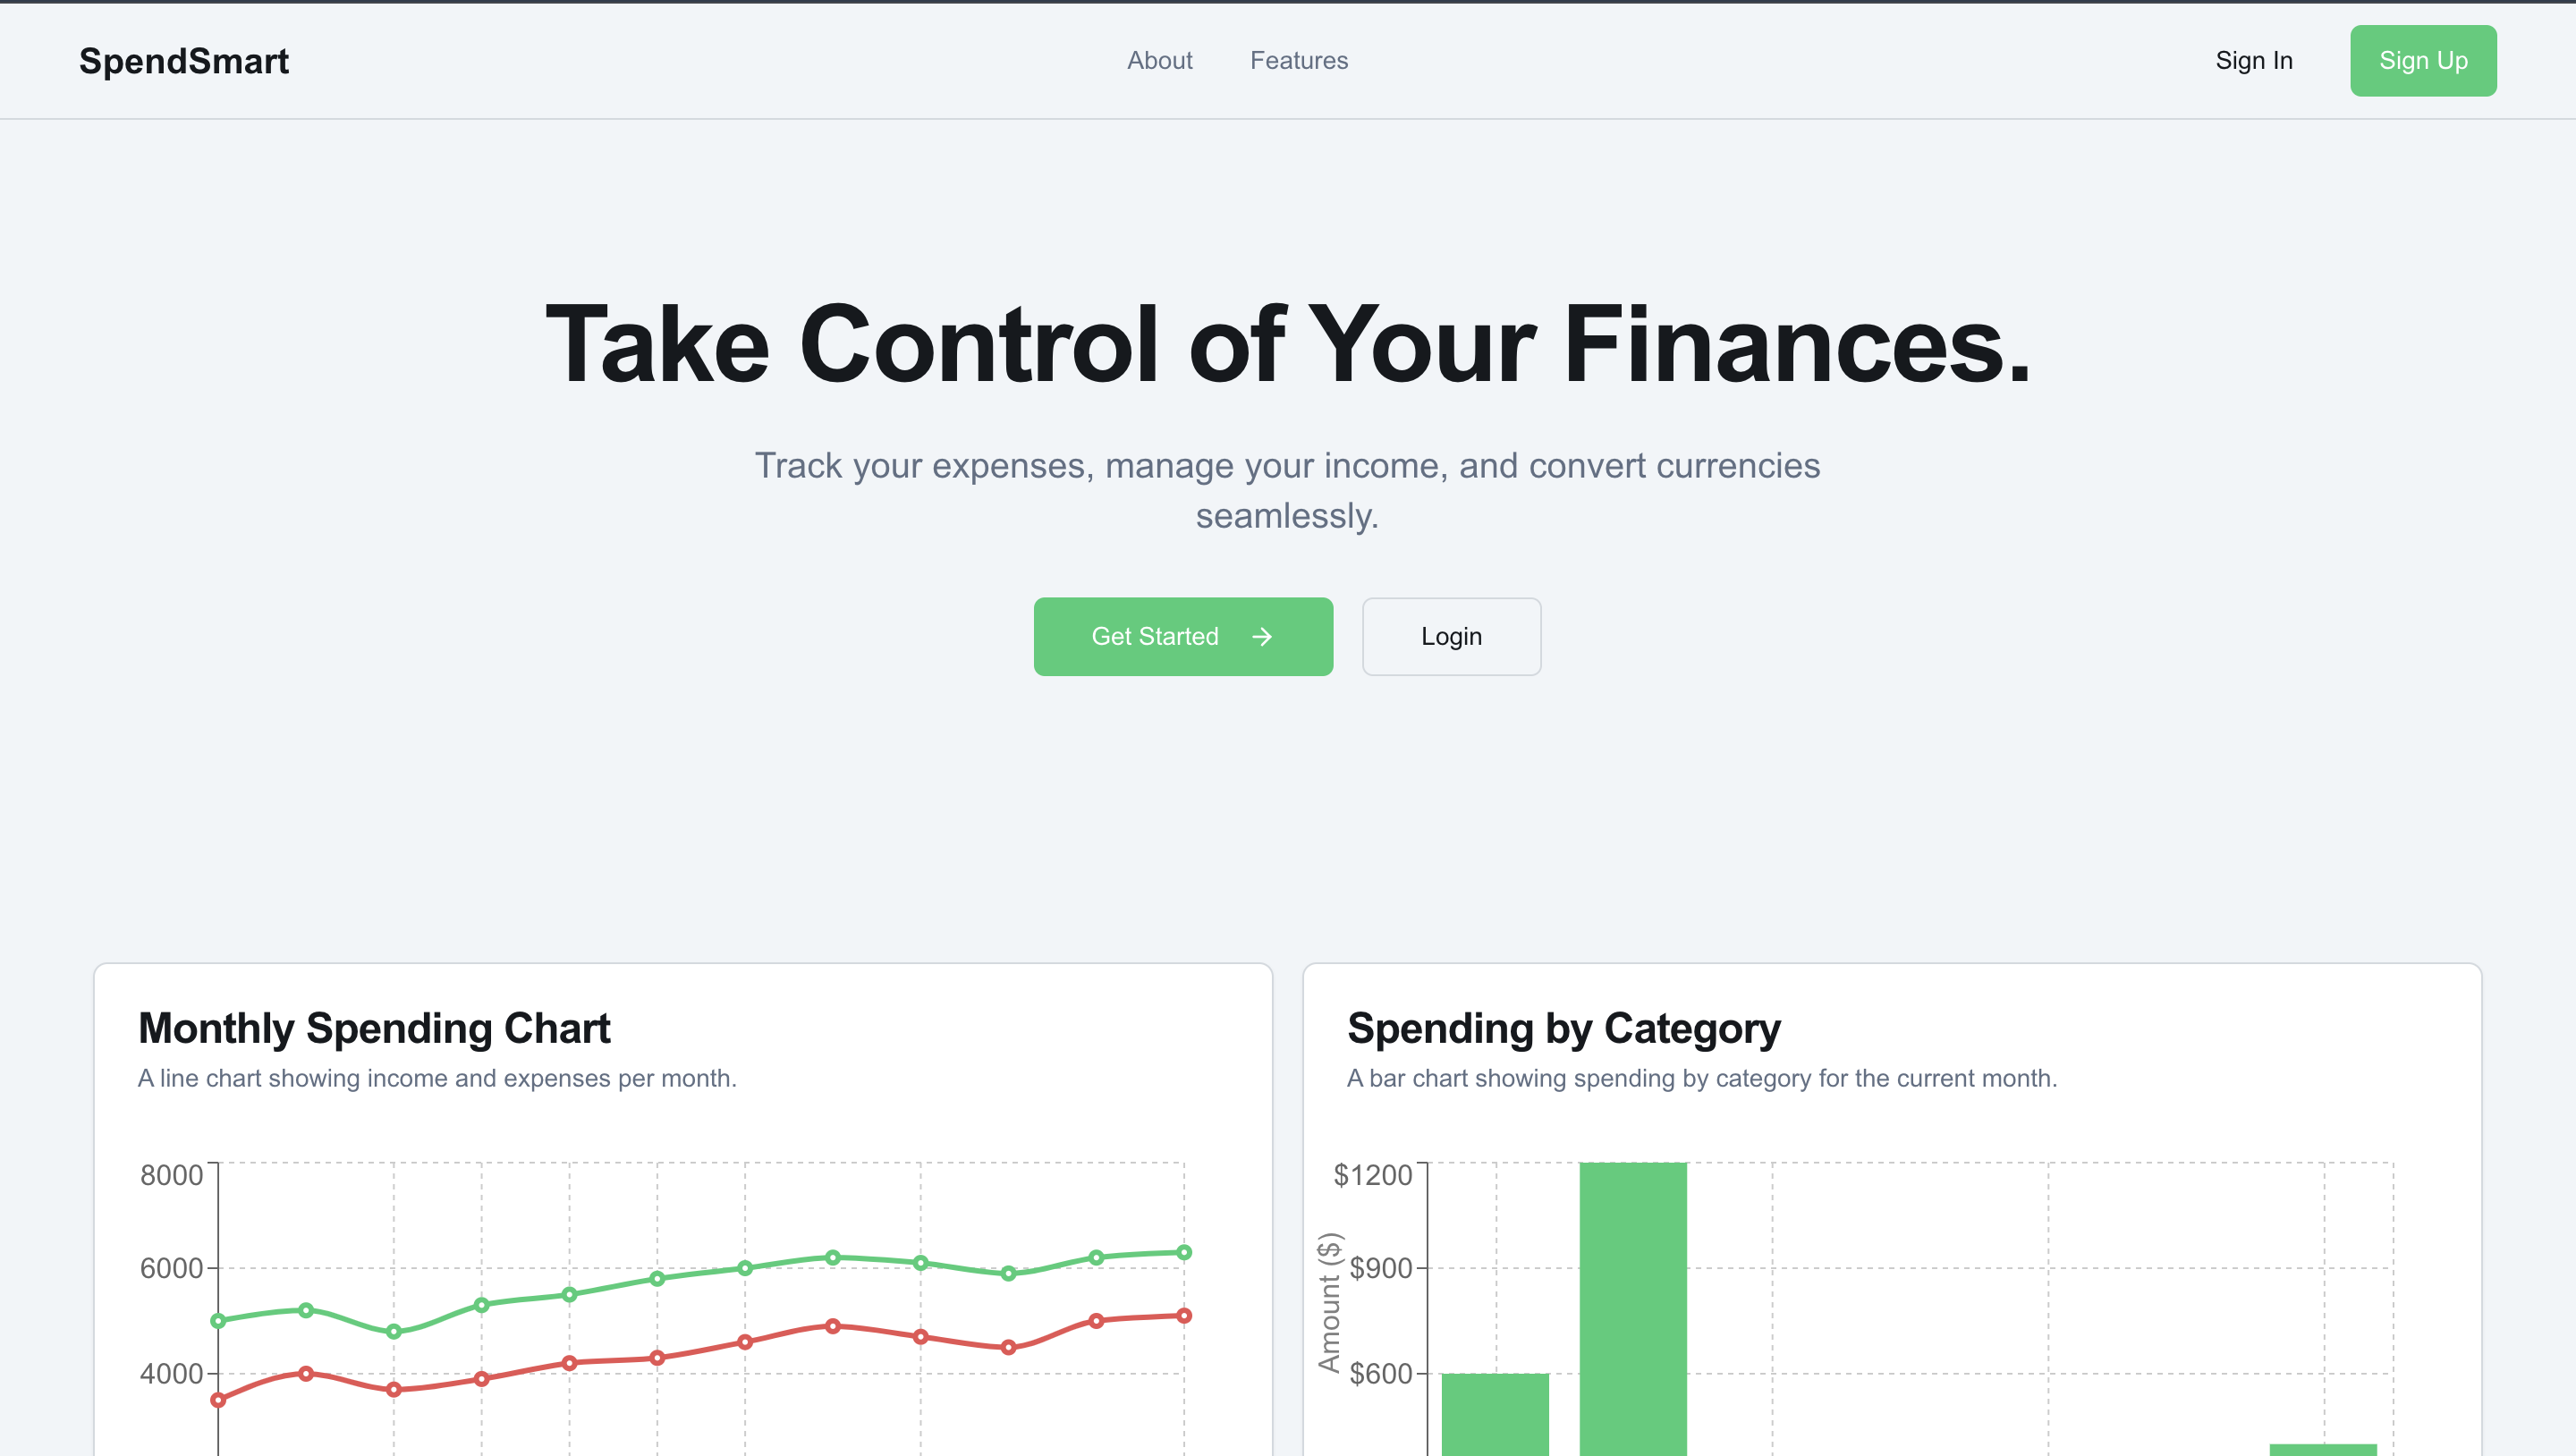 SpendSmart
About
Features
Sign In
Sign Up
Take Control of Your Finances.
Track your expenses, manage your income, and convert currencies
seamlessly.
Get Started
Login
Monthly Spending Chart
A line chart showing income and expenses per month.
8000
6000
4000
Spending by Category
A bar chart showing spending by category for the current month.
Amount ($)
$1200
$900
$600